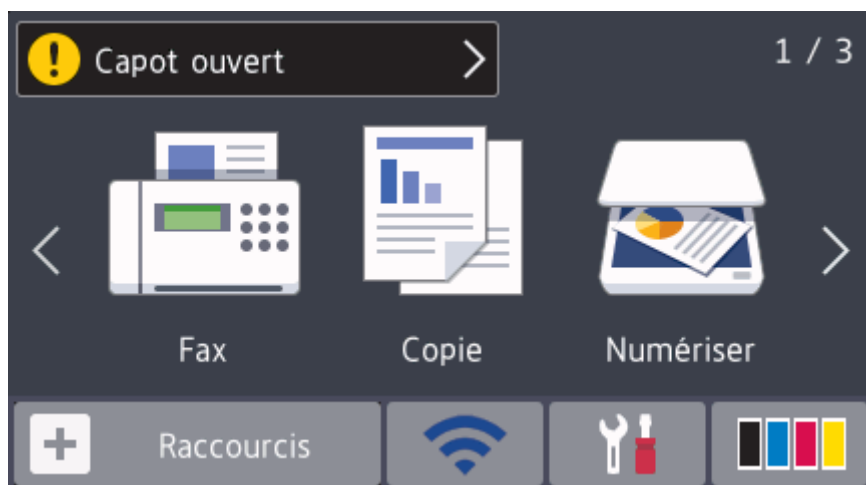 Capot ouvert
1 / 3
Fax
Copie
Numériser
Raccourcis